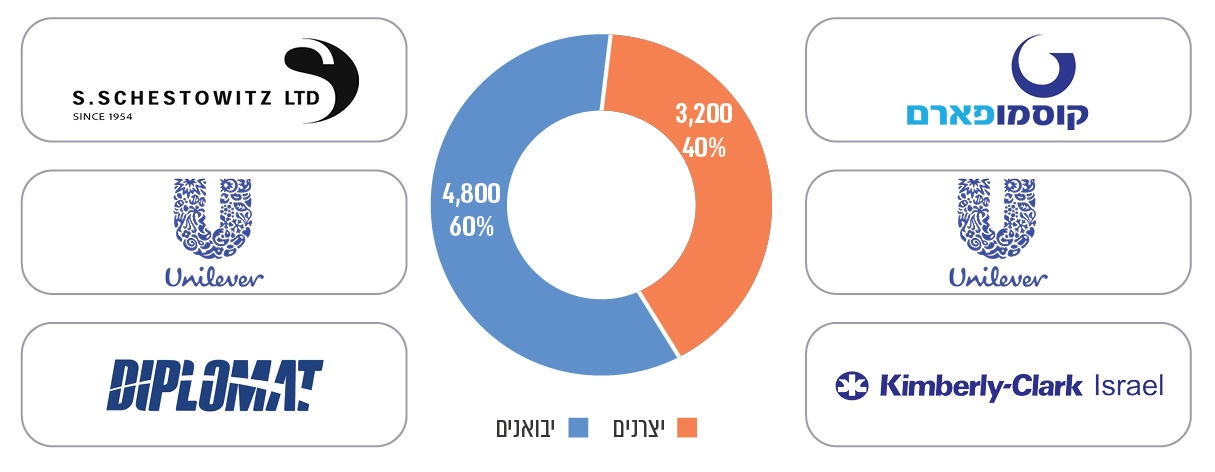 S.SCHESTOWITZ LTD
SINCE 1954
Unilever
DIPLOMAT
4,800
60%
3,200
40%
יצרנים
יבואנים
קוסמופארם
Unilever
Kimberly-Clark Israel